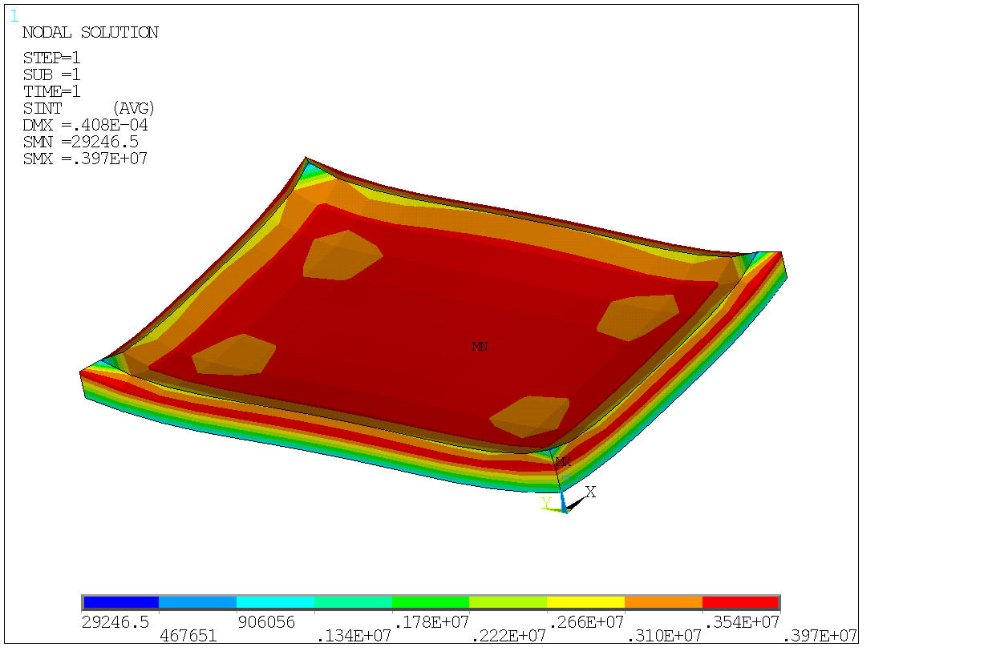 1
NODAL SOLUTION
STEP=1
SUB =1
TIME=1
SINT (AVG)
DMX =.408E-04
SMN =29246.5
SMX =.397E+07
MN
MX
Z
X
Y
29246.5 906056 .178E+07 .266E+07 .354E+07
467651 .134E+07 .222E+07 .310E+07 .397E+07